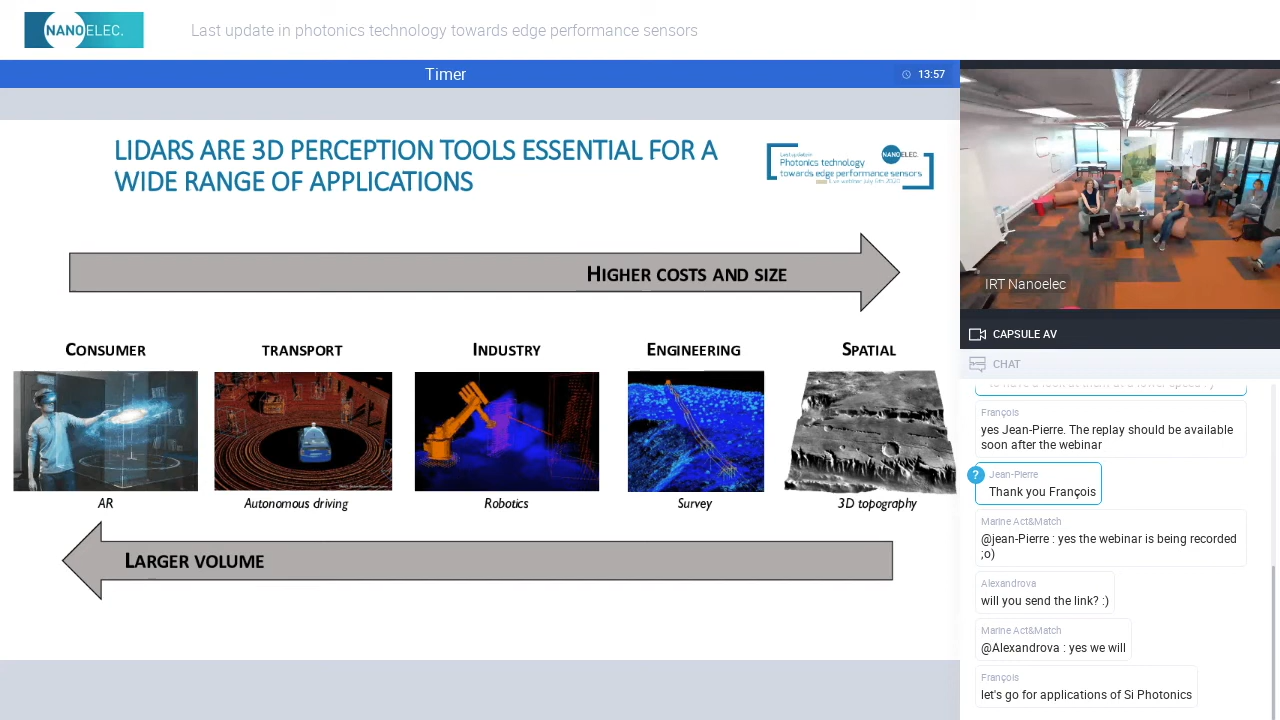 NANOELEC.
Last update in photonics technology towards edge performance sensors
Timer
13:57
LIDARS ARE 3D PERCEPTION TOOLS ESSENTIAL FOR A
WIDE RANGE OF APPLICATIONS
Last update in
NANOELEC.
Photonics technology
towards edge performance sensors
HIGHER COSTS AND SIZE
CONSUMER
TRANSPORT
INDUSTRY
ENGINEERING
SPATIAL
AR
Autonomous driving
Robotics
Survey
3D topography
LARGER VOLUME
IRT Nanoelec
CAPSULE AV
CHAT
François
yes Jean-Pierre. The replay should be available
soon after the webinar
?
Jean-Pierre
Thank you François
Marine Act&Match
@jean-Pierre : yes the webinar is being recorded
;o)
Alexandrova
will you send the link? :)
Marine Act&Match
@Alexandrova : yes we will
François
let's go for applications of Si Photonics